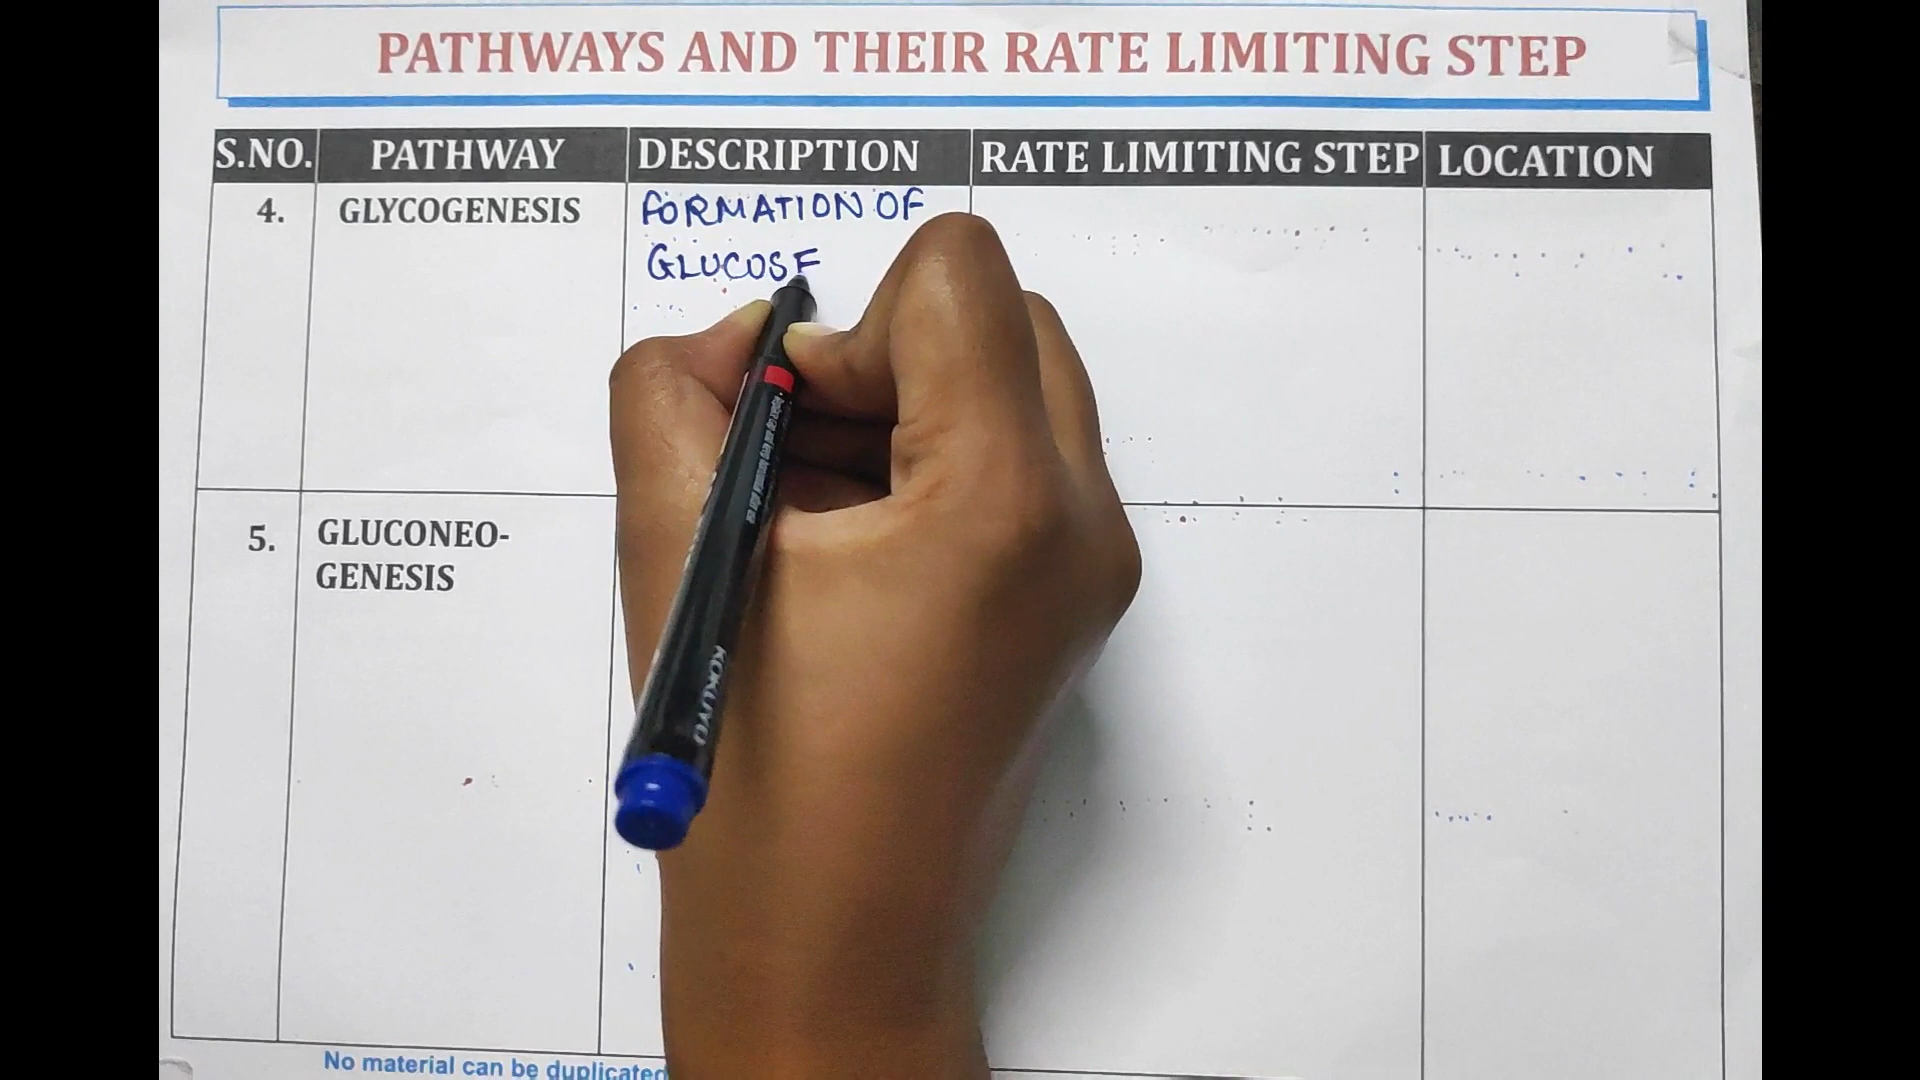 PATHWAYS AND THEIR RATE LIMITING STEP
S.NO. PATHWAY DESCRIPTION RATE LIMITING STEP LOCATION
4. GLYCOGENESIS FORMATION OF
GLUCOSE
5. GLUCONEO-
GENESIS
KOKUYO
No material can be duplicated